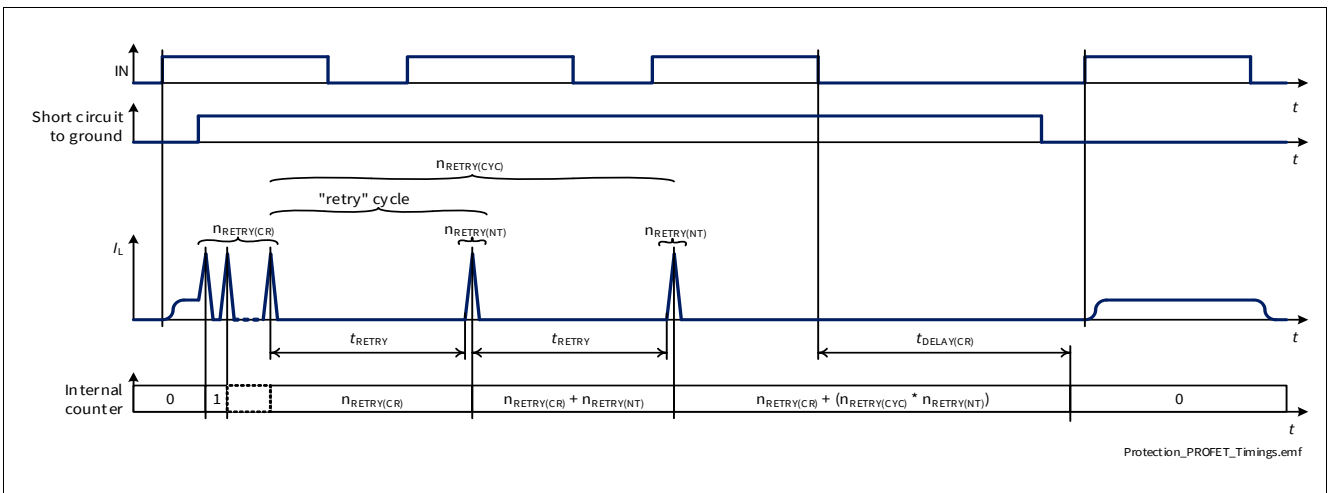 IN
t
Short circuit
to ground
t
nRETRY(CYC)
"retry" cycle
nRETRY(CR)
nRETRY(NT)
nRETRY(NT)
IL
t
tRETRY
tRETRY
tDELAY(CR)
Internal
counter
0
1
nRETRY(CR)
nRETRY(CR) + nRETRY(NT)
nRETRY(CR) + (nRETRY(CYC) * nRETRY(NT))
0
t
Protection_PROFET_Timings.emf